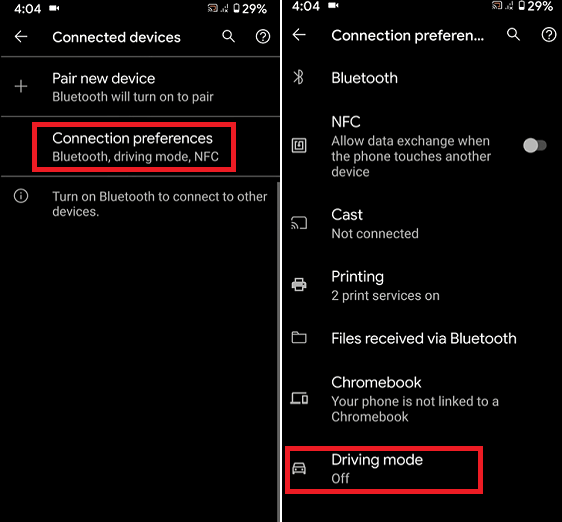 4:04
29%
Connected devices
Pair new device
Bluetooth will turn on to pair
Connection preferences
Bluetooth, driving mode, NFC
Turn on Bluetooth to connect to other
devices.
4:04
29%
Connection preferen...
Bluetooth
NFC
Allow data exchange when
the phone touches another
device
Cast
Not connected
Printing
2 print services on
Files received via Bluetooth
Chromebook
Your phone is not linked to a
Chromebook
Driving mode
Off